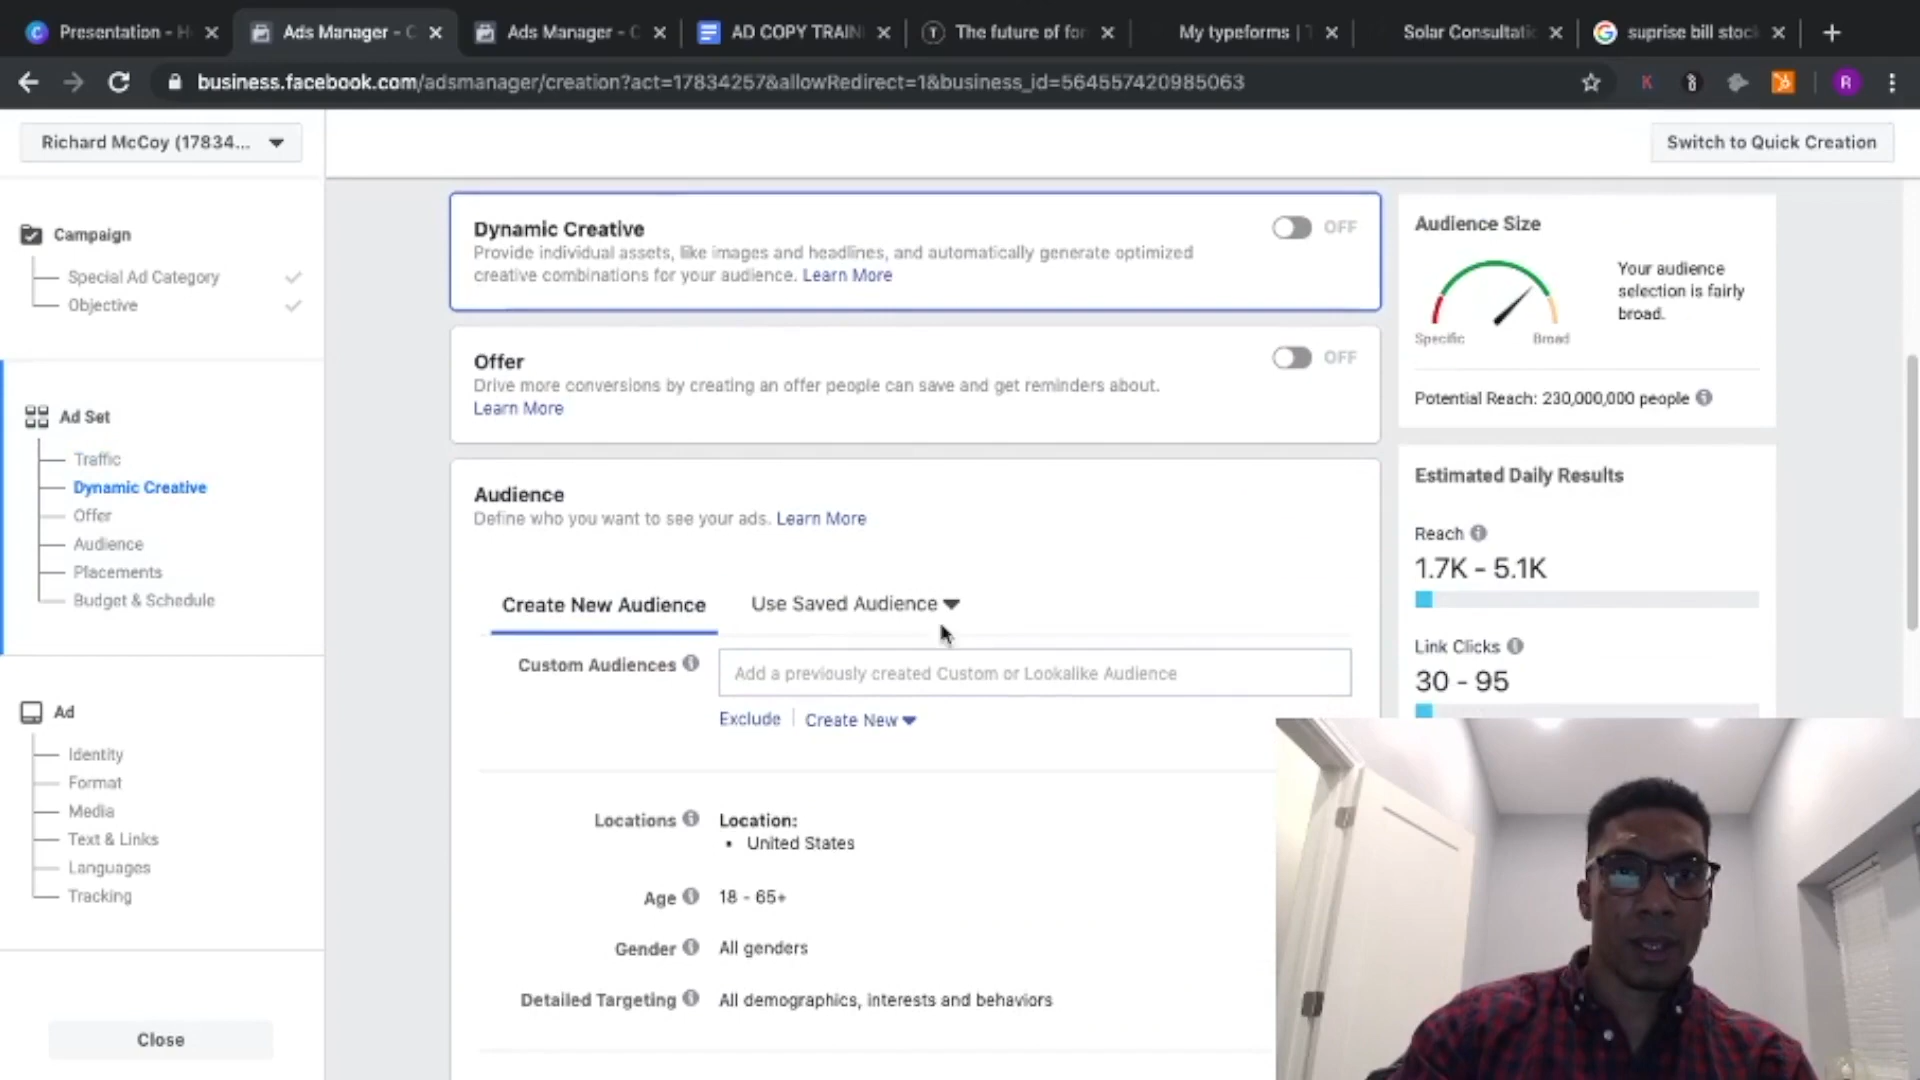 Presentation - H
Ads Manager - C
Ads Manager - C
AD COPY TRAIN
The future of for
My typeforms | T
Solar Consultatic
suprise bill stoc
business.facebook.com/adsmanager/creation?act=17834257&allowRedirect=1&business_id=564557420985063
R
Richard McCoy (17834...
Switch to Quick Creation
Campaign
Special Ad Category
Objective
Ad Set
Traffic
Dynamic Creative
Offer
Audience
Placements
Budget & Schedule
Ad
Identity
Format
Media
Text & Links
Languages
Tracking
Close
Dynamic Creative
OFF
Provide individual assets, like images and headlines, and automatically generate optimized
creative combinations for your audience. Learn More
Offer
OFF
Drive more conversions by creating an offer people can save and get reminders about.
Learn More
Audience
Define who you want to see your ads. Learn More
Create New Audience
Use Saved Audience
Custom Audiences
Add a previously created Custom or Lookalike Audience
Exclude
Create New
Locations
Location:
United States
Age
18 - 65+
Gender
All genders
Detailed Targeting
All demographics, interests and behaviors
Audience Size
Your audience
selection is fairly
broad.
Specific
Broad
Potential Reach: 230,000,000 people
Estimated Daily Results
Reach
1.7K - 5.1K
Link Clicks
30 - 95